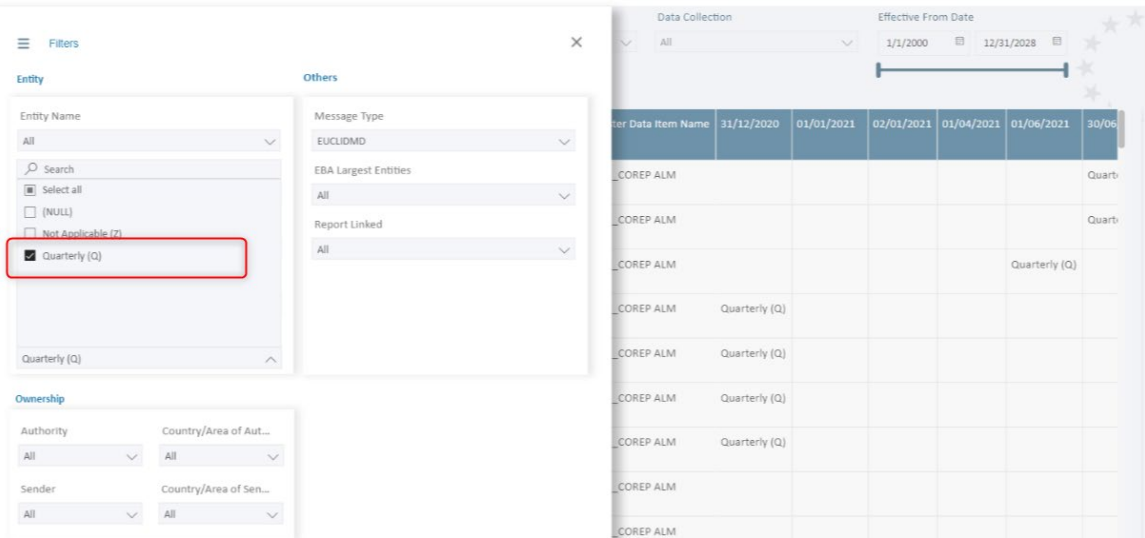 Filters
Entity
Others
Entity Name
All
Search
Select all
(NULL)
Not Applicable (Z)
Quarterly (Q)
Quarterly (Q)
Message Type
EUCLIDMD
EBA Largest Entities
All
Report Linked
All
Ownership
Authority
Country/Area of Aut...
All
All
Sender
Country/Area of Sen...
All
All
Data Collection
Effective From Date
All
1/1/2000
12/31/2028
ter Data Item Name 31/12/2020 01/01/2021 02/01/2021 01/04/2021 01/06/2021 30/06
_COREP ALM Quart
_COREP ALM Quart
_COREP ALM Quarterly (Q)
_COREP ALM Quarterly (Q)
_COREP ALM Quarterly (Q)
_COREP ALM Quarterly (Q)
_COREP ALM Quarterly (Q)
_COREP ALM
_COREP ALM